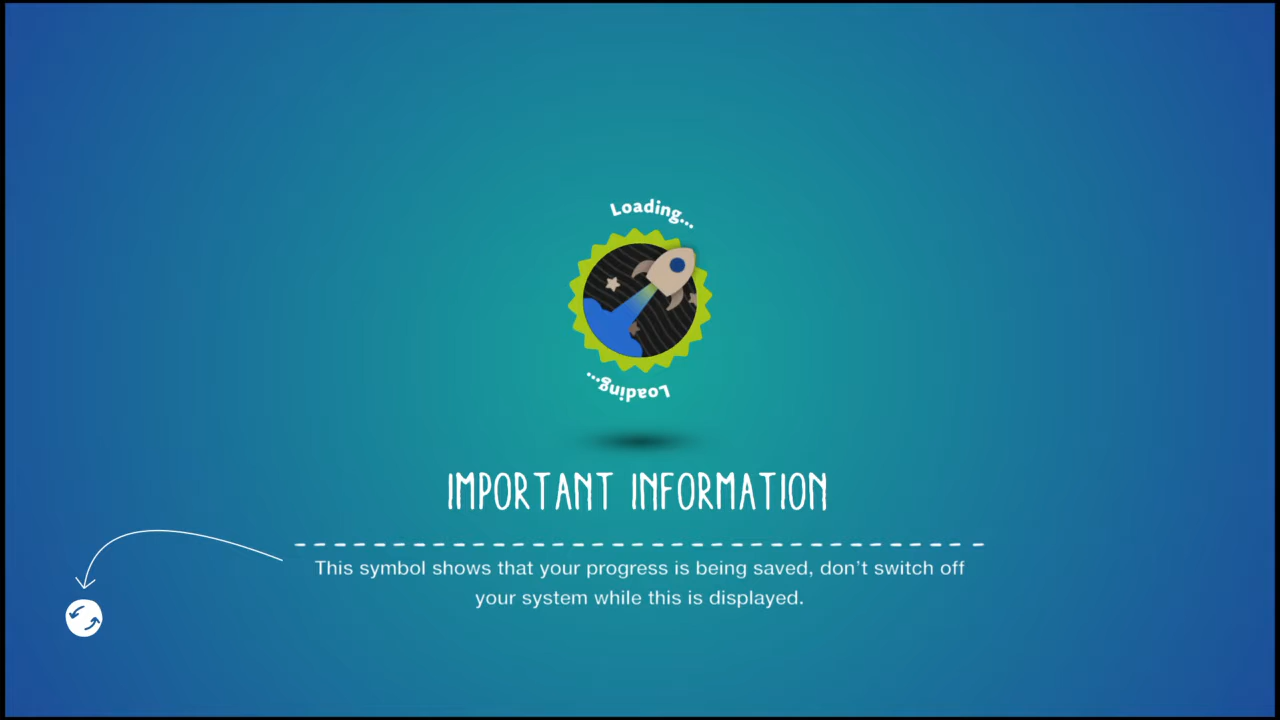 Loading...
Loading...
IMPORTANT INFORMATION
This symbol shows that your progress is being saved, don't switch off
your system while this is displayed.